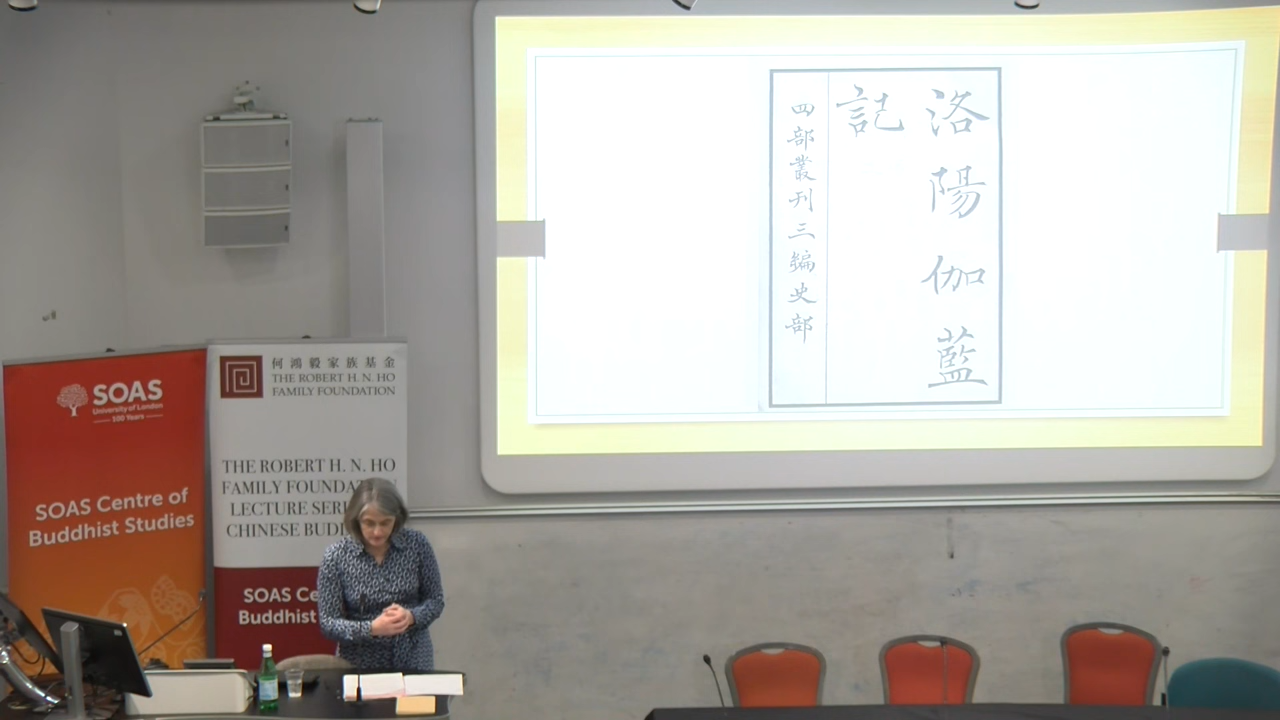 洛陽伽藍
記
四部叢刊三編史部
SOAS
University of London
100 Years
SOAS Centre of
Buddhist Studies
何鴻毅家族基金
THE ROBERT H. N. HO
FAMILY FOUNDATION
THE ROBERT H. N. HO
FAMILY FOUNDA
LECTURE SERI
CHINESE BUD
SOAS Ce
Buddhist